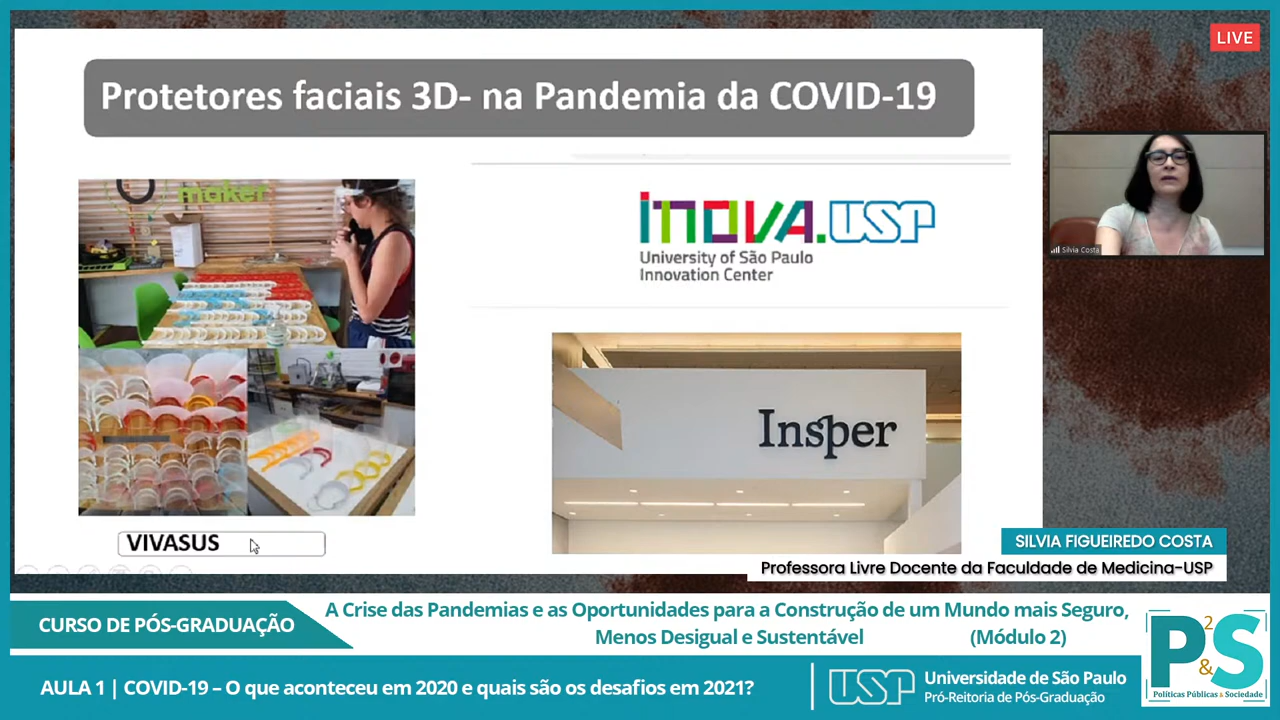 LIVE
Protetores faciais 3D- na Pandemia da COVID-19
maker
inova.USP
University of São Paulo
Innovation Center
Insper
VIVASUS
Silvia Costa
SILVIA FIGUEIREDO COSTA
Professora Livre Docente da Faculdade de Medicina-USP
CURSO DE PÓS-GRADUAÇÃO
A Crise das Pandemias e as Oportunidades para a Construção de um Mundo mais Seguro,
Menos Desigual e Sustentável (Módulo 2)
AULA 1 | COVID-19 – O que aconteceu em 2020 e quais são os desafios em 2021?
USP
Universidade de São Paulo
Pró-Reitoria de Pós-Graduação
P2&S
Políticas Públicas & Sociedade